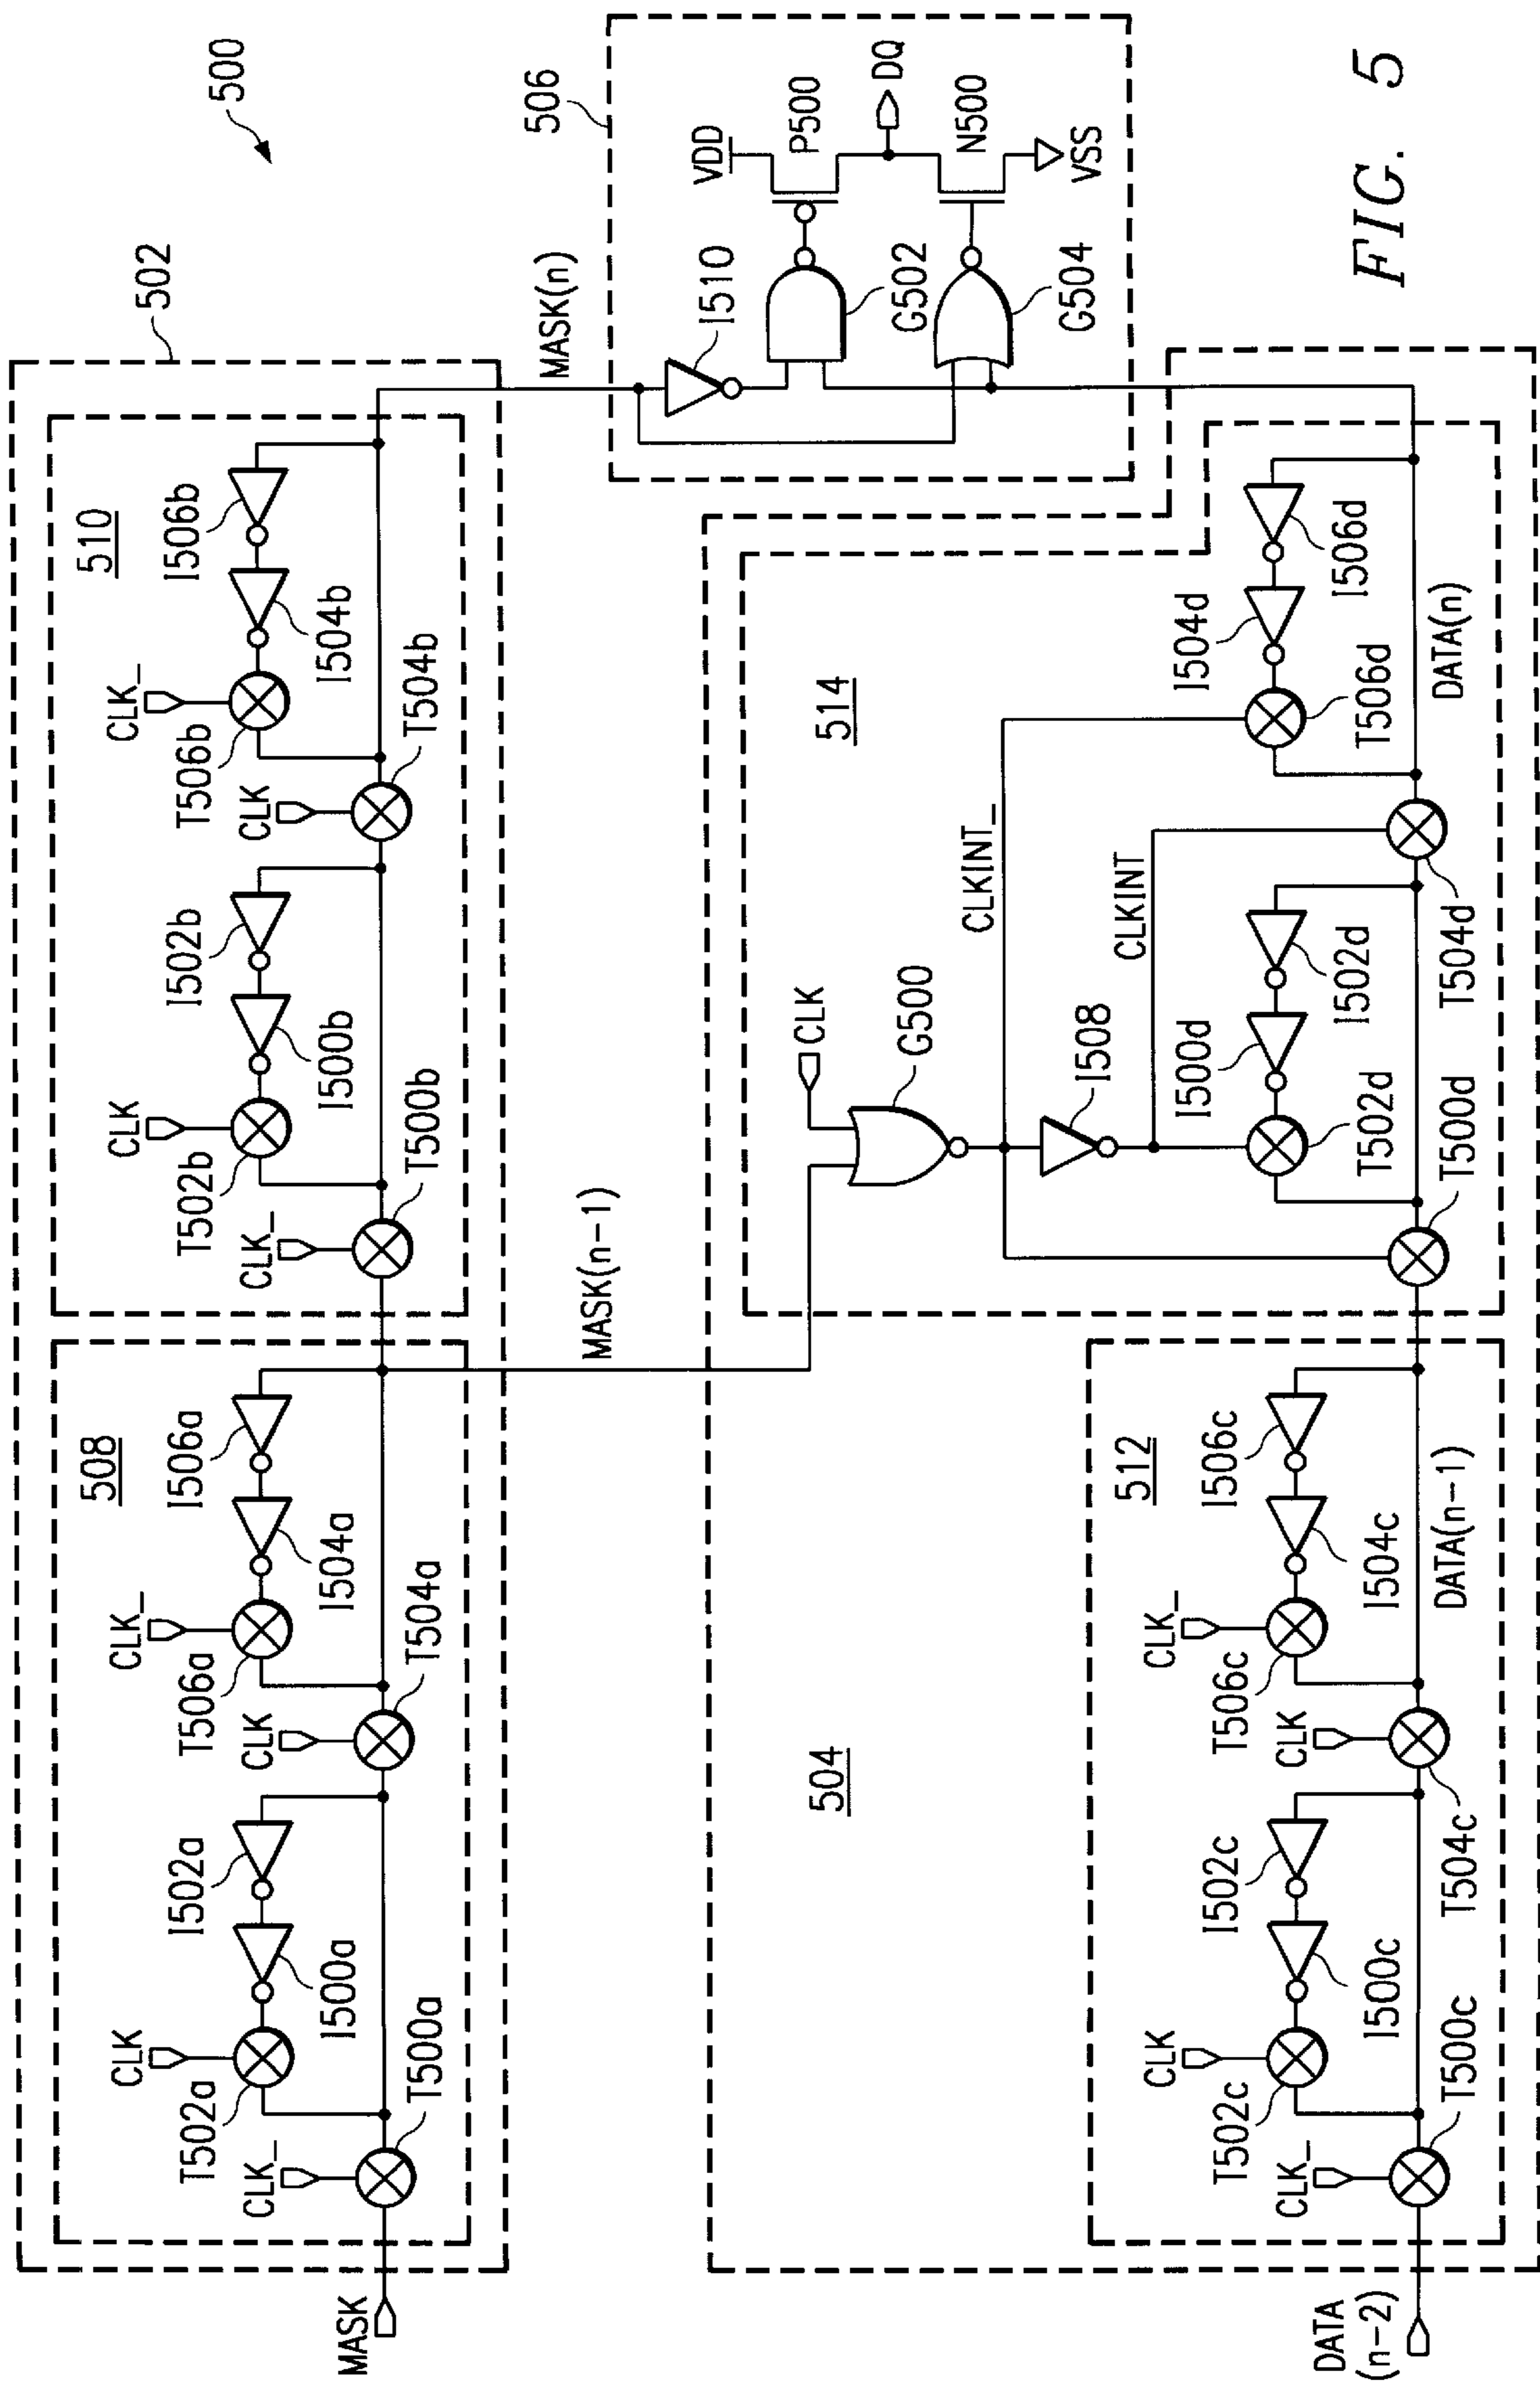 500
502
510
I506b
I504b
CLK_
T506b
CLK
T504b
I502b
I500b
CLK
T502b
CLK_
T500b
508
I506a
I504a
CLK_
T506a
CLK
T504a
I502a
I500a
CLK
T502a
CLK_
T500a
MASK
MASK(n)
MASK(n-1)
506
VDD
P500
DQ
N500
VSS
I510
G502
G504
514
CLK
G500
CLKINT_
CLKINT
I508
I504d
I506d
T506d
DATA(n)
I500d
I502d
T504d
T502d
T500d
504
512
I506c
I504c
CLK_
T506c
CLK
T504c
DATA(n-1)
I502c
I500c
CLK
T502c
CLK_
T500c
DATA
(n-2)
FIG. 5